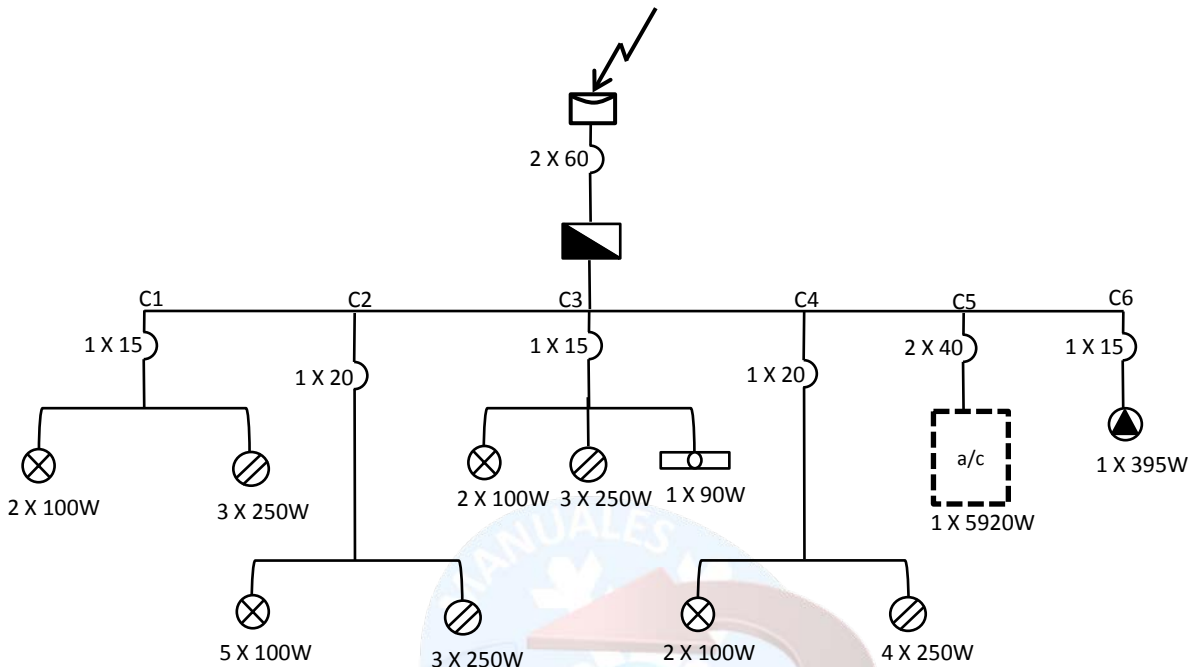 2 X 60
C1 C2 C3 C4 C5 C6
1 X 15
1 X 20
1 X 15
1 X 20
2 X 40
1 X 15
a/c
2 X 100W
3 X 250W
2 X 100W
3 X 250W
1 X 90W
1 X 5920W
1 X 395W
5 X 100W
3 X 250W
2 X 100W
4 X 250W
MANUALES